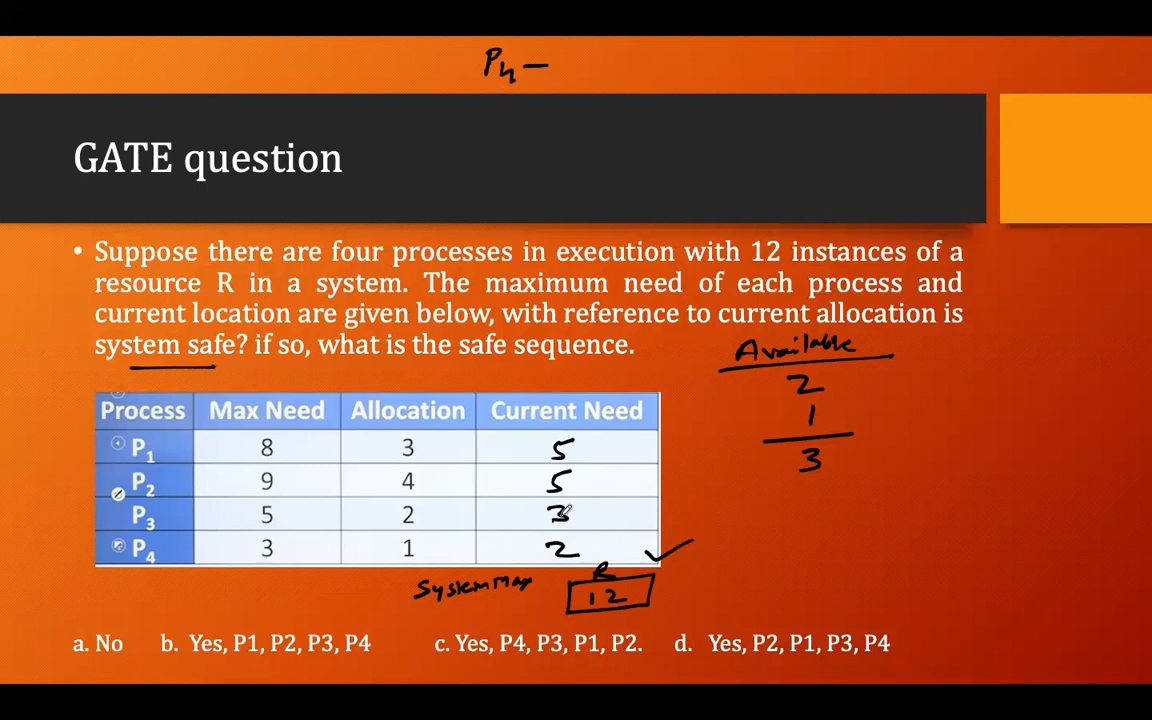 P4 —
GATE question
• Suppose there are four processes in execution with 12 instances of a
resource R in a system. The maximum need of each process and
current location are given below, with reference to current allocation is
system safe? if so, what is the safe sequence.
Available
2
1
3
Process Max Need Allocation Current Need
P1 8 3 5
P2 9 4 5
P3 5 2 3
P4 3 1 2 ✓
System Max
R
12
a. No b. Yes, P1, P2, P3, P4 c. Yes, P4, P3, P1, P2. d. Yes, P2, P1, P3, P4